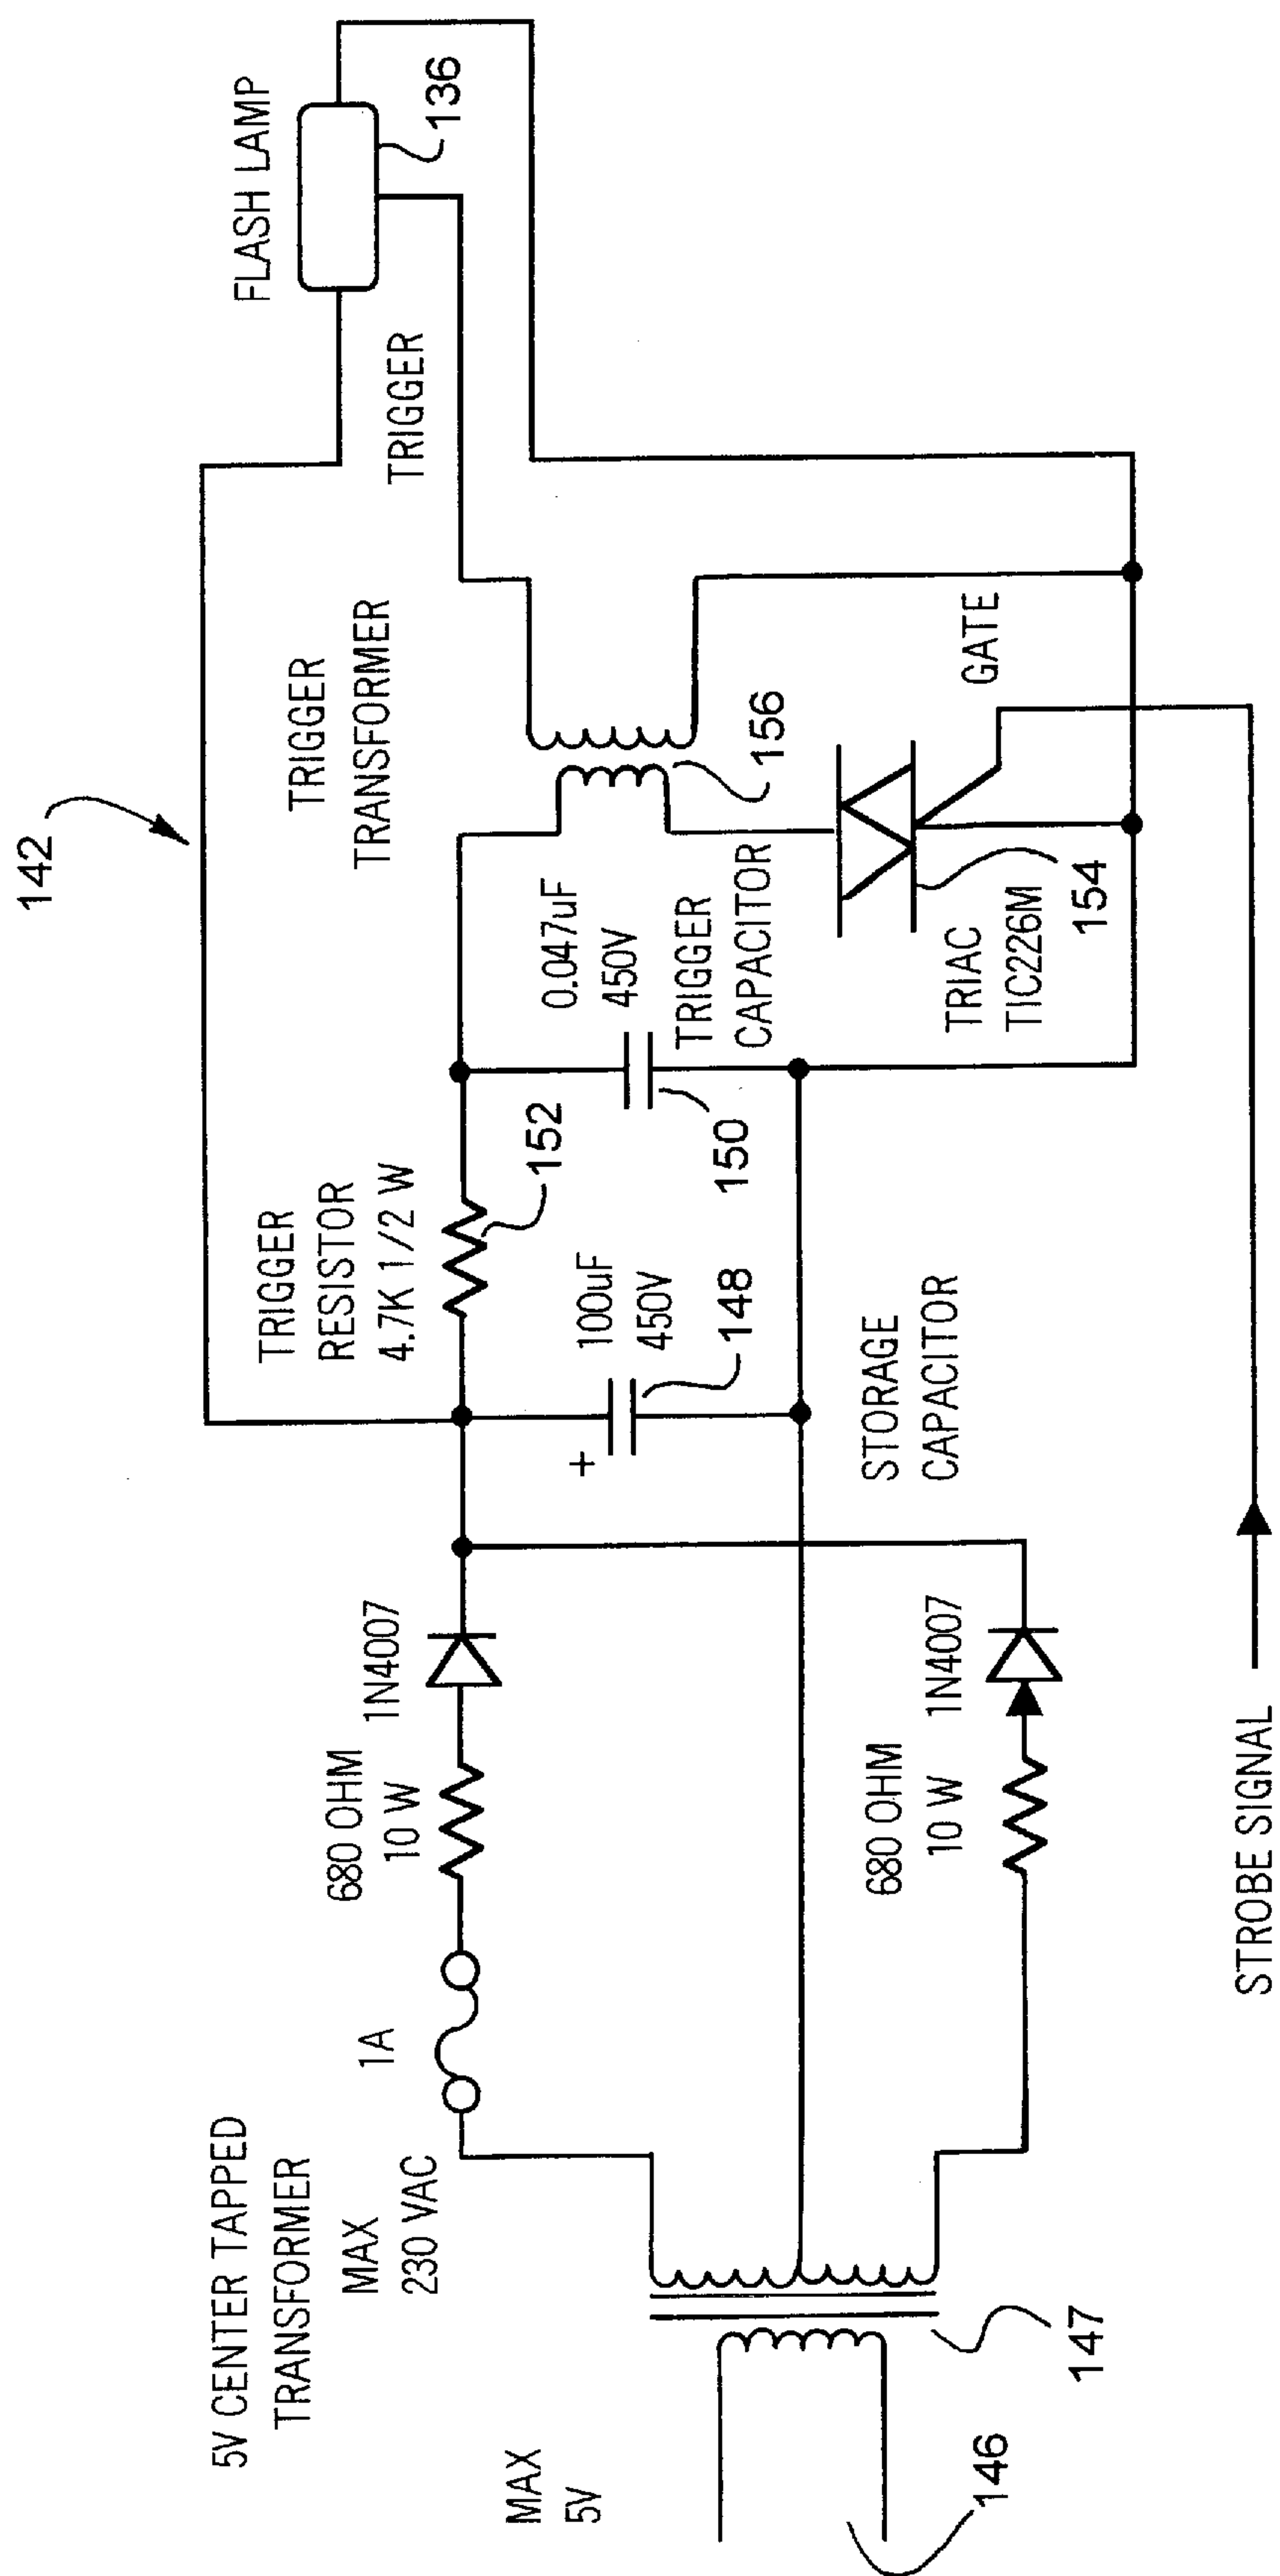 142
5V CENTER TAPPED
TRANSFORMER
MAX
230 VAC
MAX
5V
146
147
1A
680 OHM
10 W
1N4007
680 OHM
10 W
1N4007
TRIGGER
RESISTOR
4.7K 1/2 W
152
+
100uF
450V
148
STORAGE
CAPACITOR
0.047uF
450V
TRIGGER
CAPACITOR
150
TRIGGER
TRANSFORMER
156
TRIAC
TIC226M
154
GATE
TRIGGER
FLASH LAMP
136
STROBE SIGNAL